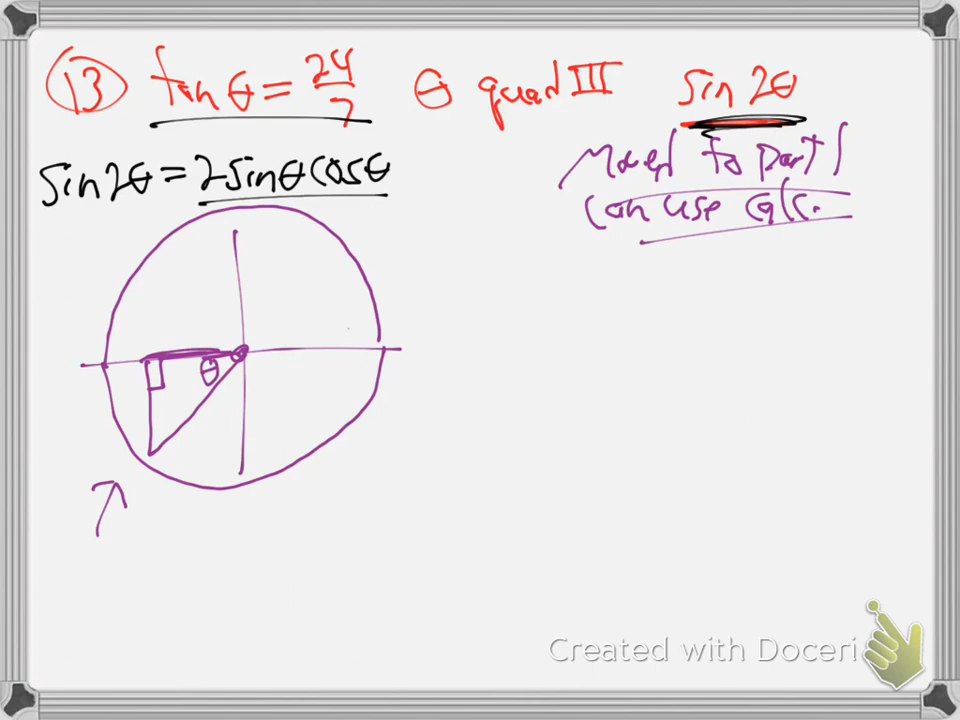 13 tan θ = 24/7 θ quad III sin 2θ
sin 2θ = 2 sin θ cos θ
Moved to part 1
can use calc.
θ
Created with Doceri